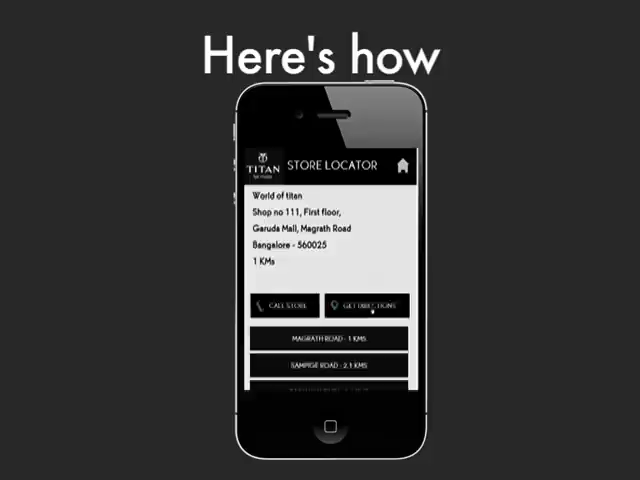 Here's how
TITAN
STORE LOCATOR
World of titan
Shop no 111, First floor,
Garuda Mall, Magrath Road
Bangalore - 560025
1 KMs
CALL STORE
GET DIRECTIONS
MAGRATH ROAD - 1 KMS
SAMPIGE ROAD - 2.1 KMS